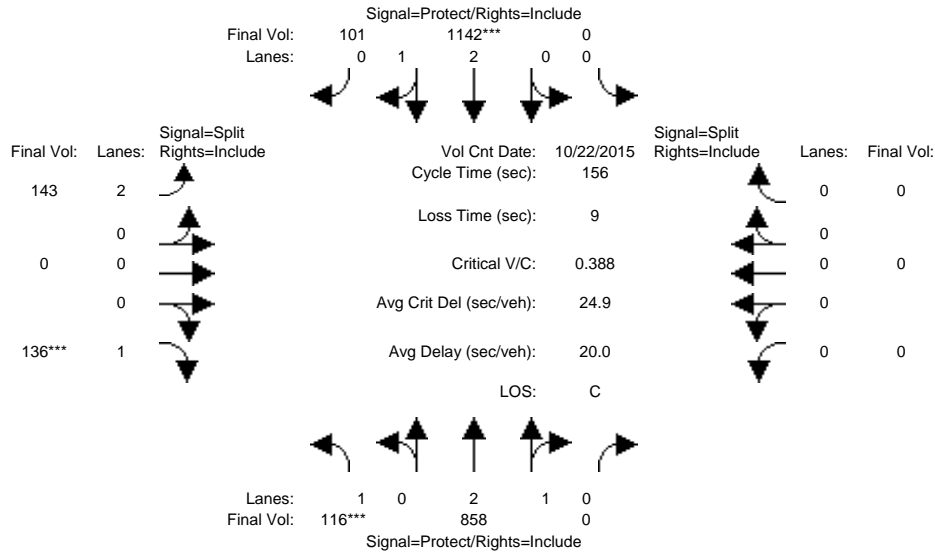 Signal=Protect/Rights=Include
Final Vol: 101 1142*** 0
Lanes: 0 1 2 0 0
Signal=Split
Final Vol: Lanes: Rights=Include
Vol Cnt Date: 10/22/2015
Signal=Split
Rights=Include Lanes: Final Vol:
Cycle Time (sec): 156
143 2
0 0
Loss Time (sec): 9
0
0
0 0
Critical V/C: 0.388
0 0
0
Avg Crit Del (sec/veh): 24.9
0
136*** 1
Avg Delay (sec/veh): 20.0
0 0
LOS: C
Lanes: 1 0 2 1 0
Final Vol: 116*** 858 0
Signal=Protect/Rights=Include